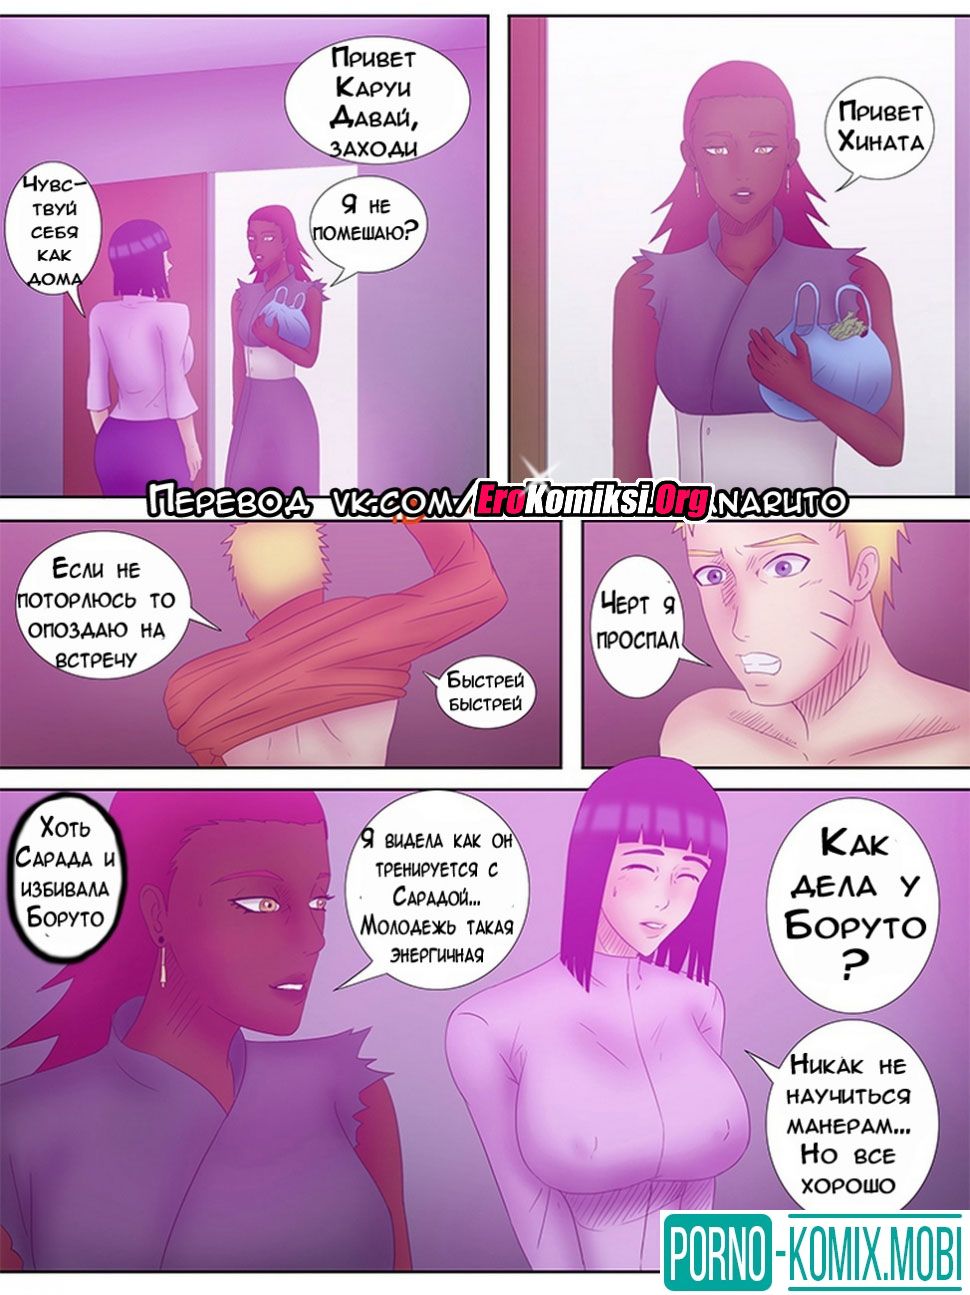 Привет
Каруи
Давай,
заходи
Чувс-
твуй
себя
как
дома
Я не
помешаю?
Привет
Хината
Перевод vk.com/
EroKomiksi.Org
naruto
Если не
поторлюсь то
опоздаю на
встречу
Быстрей
быстрей
Черт я
проспал
Хоть
Сарада и
избивала
Боруто
Я видела как он
тренируется с
Сарадой...
Молодежь такая
энергичная
Как
дела у
Боруто
?
Никак не
научиться
манерам...
Но все
хорошо
PORNO-KOMIX.MOBI